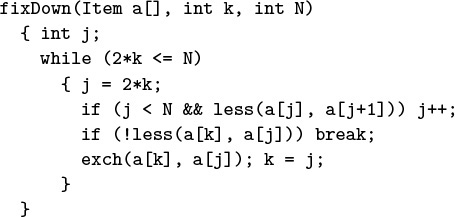 fixDown(Item a[], int k, int N)
  { int j;
    while (2*k <= N)
      { j = 2*k;
        if (j < N && less(a[j], a[j+1])) j++;
        if (!less(a[k], a[j])) break;
        exch(a[k], a[j]); k = j;
      }
  }